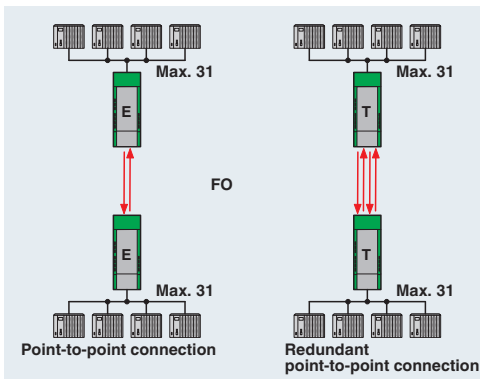 Max. 31
Max. 31
E
T
FO
E
T
Max. 31
Max. 31
Point-to-point connection
Redundant
point-to-point connection